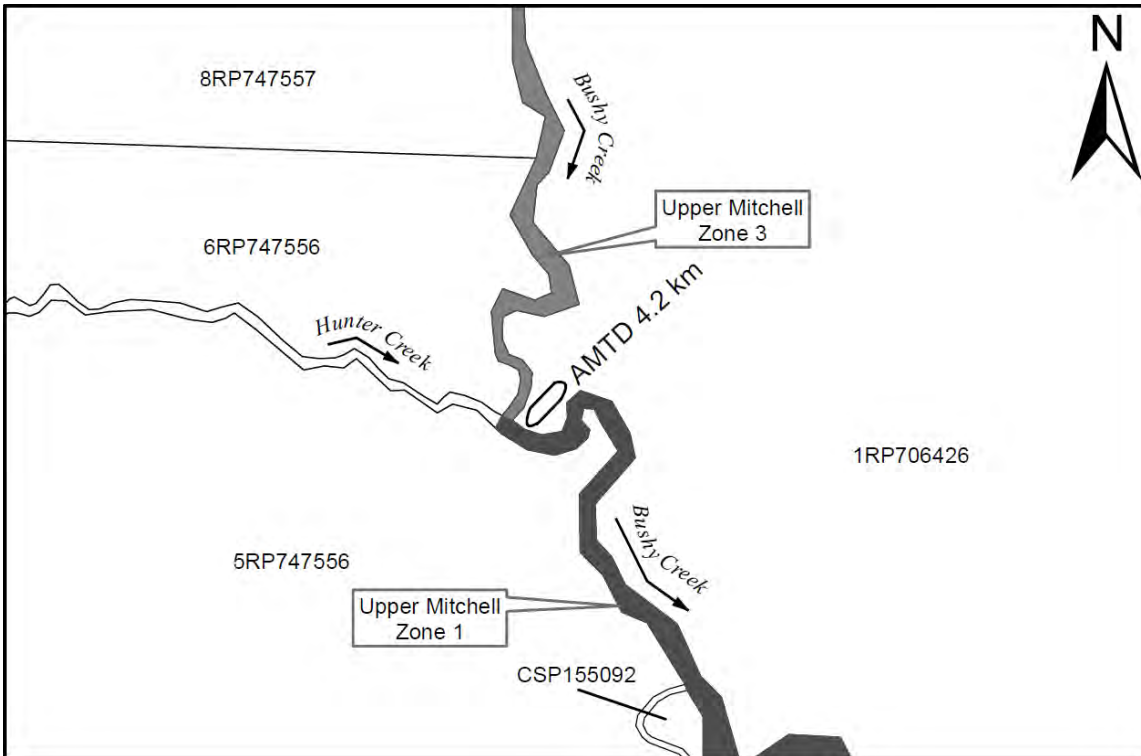 N
8RP747557
Bushy Creek
Upper Mitchell
Zone 3
6RP747556
AMTD 4.2 km
Hunter Creek
1RP706426
Bushy Creek
5RP747556
Upper Mitchell
Zone 1
CSP155092